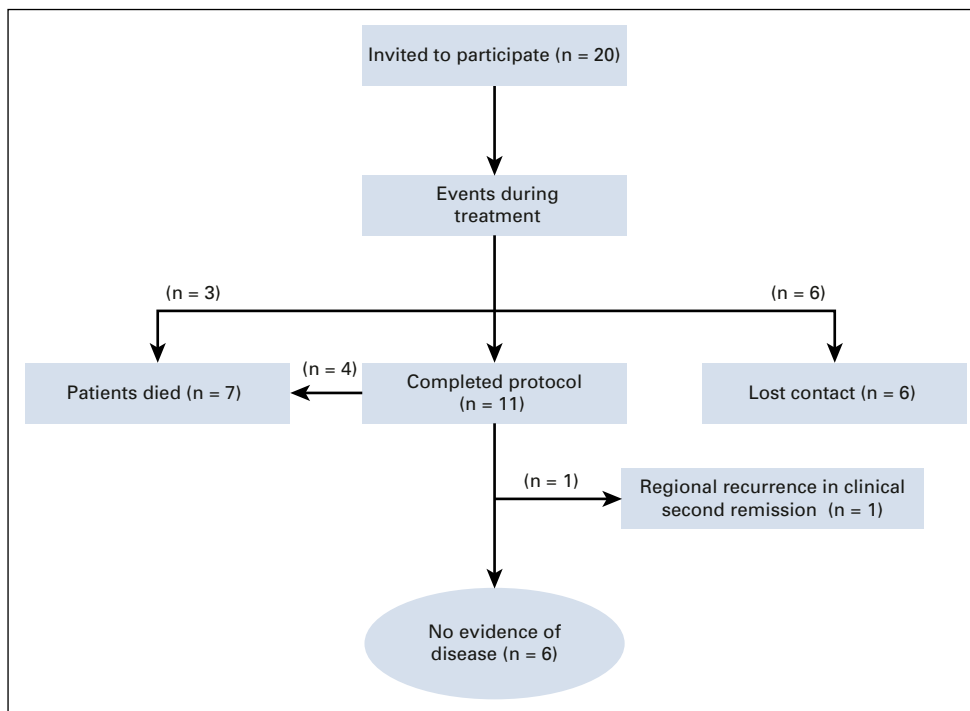 Invited to participate (n = 20)
Events during
treatment
(n = 3)
(n = 6)
Patients died (n = 7)
(n = 4)
Completed protocol
(n = 11)
Lost contact (n = 6)
(n = 1)
Regional recurrence in clinical
second remission (n = 1)
No evidence of
disease (n = 6)